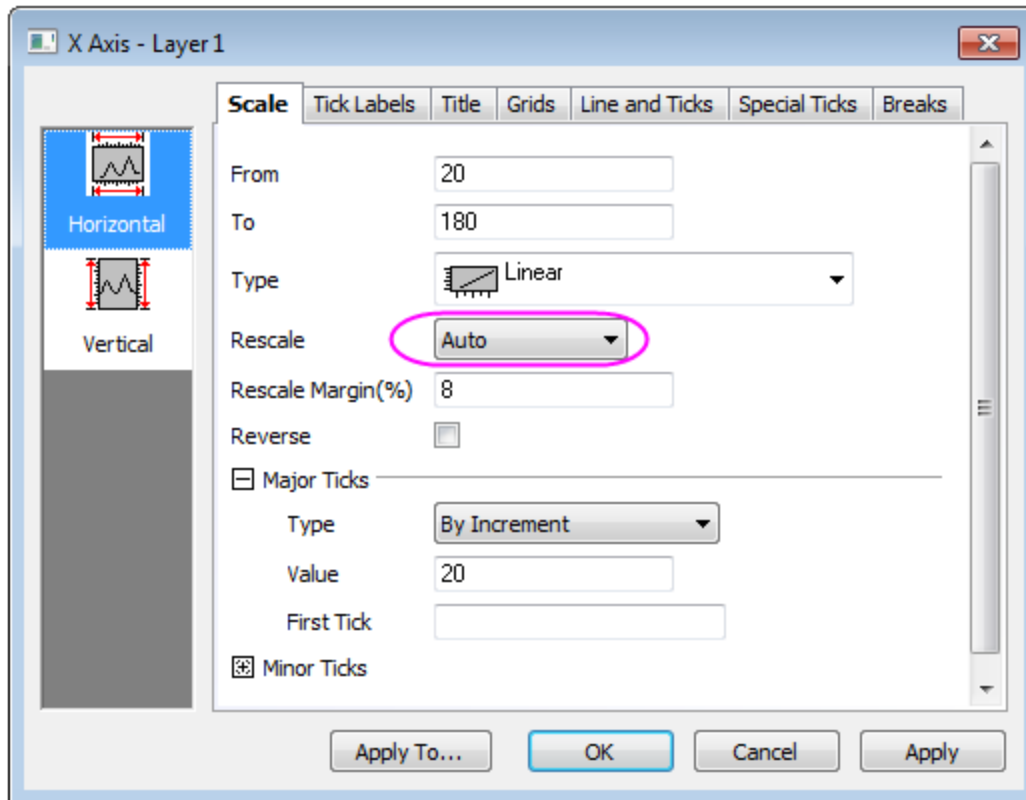 X Axis - Layer 1
Scale Tick Labels Title Grids Line and Ticks Special Ticks Breaks
Horizontal
Vertical
From 20
To 180
Type Linear
Rescale Auto
Rescale Margin(%) 8
Reverse
Major Ticks
Type By Increment
Value 20
First Tick
Minor Ticks
Apply To... OK Cancel Apply